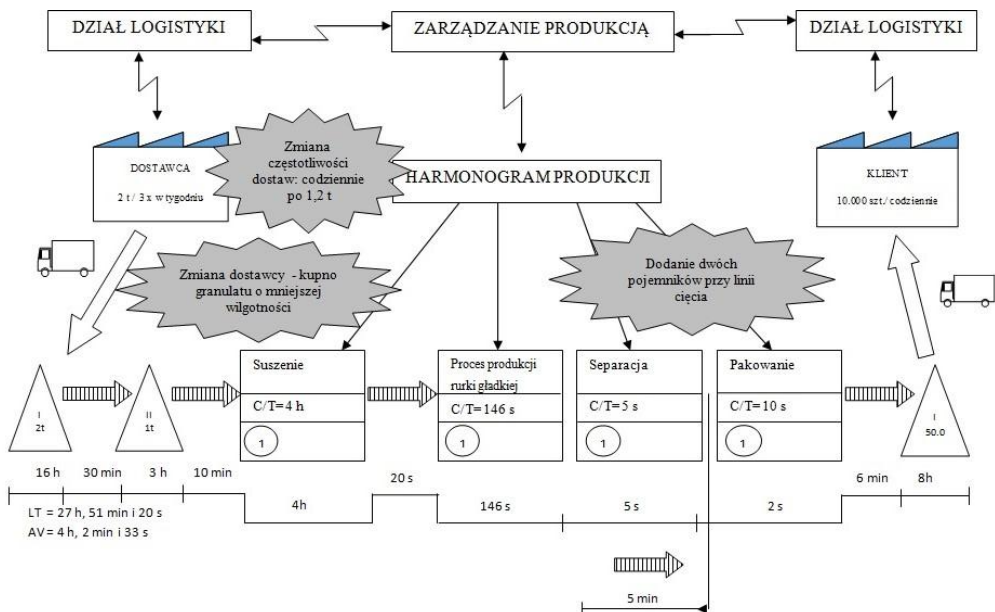 DZIAŁ LOGISTYKI
ZARZĄDZANIE PRODUKCJĄ
DZIAŁ LOGISTYKI
DOSTAWCA
2 t / 3 x w tygodniu
Zmiana
częstotliwości
dostaw: codziennie
po 1,2 t
HARMONOGRAM PRODUKCJI
KLIENT
10.000 szt./ codziennie
Zmiana dostawcy - kupno
granulatu o mniejszej
wilgotności
Dodanie dwóch
pojemników przy linii
cięcia
I
2t
II
1t
Suszenie
C/T= 4 h
1
Proces produkcji
rurki gładkiej
C/T= 146 s
1
Separacja
C/T= 5 s
1
Pakowanie
C/T= 10 s
1
I
50.0
16 h
30 min
3 h
10 min
4h
20 s
146 s
5 s
2 s
6 min
8h
LT = 27 h, 51 min i 20 s
AV = 4 h, 2 min i 33 s
5 min